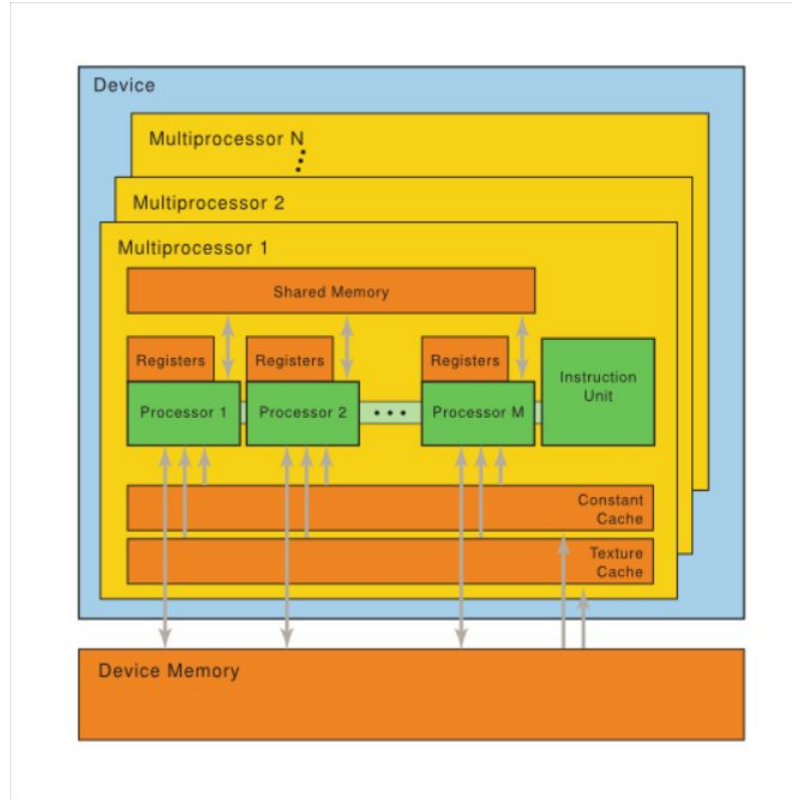 Device
Multiprocessor N
Multiprocessor 2
Multiprocessor 1
Shared Memory
Registers
Registers
Registers
Instruction
Unit
Processor 1
Processor 2
Processor M
Constant
Cache
Texture
Cache
Device Memory